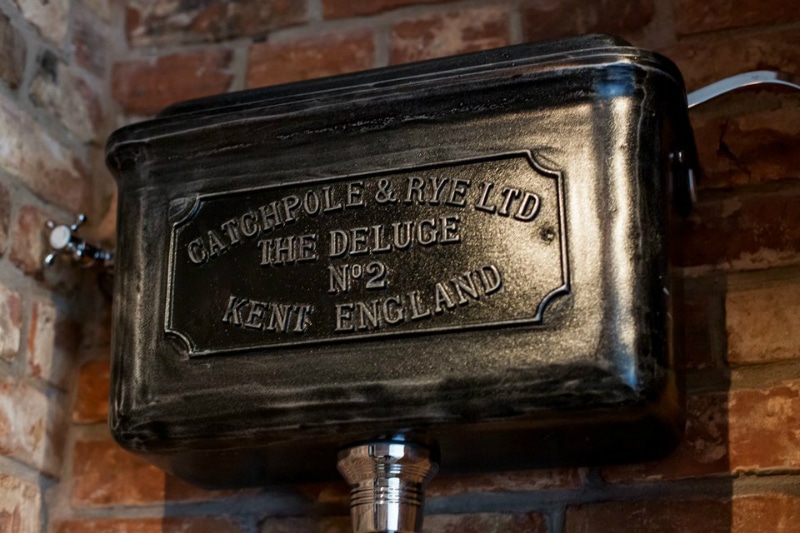 CATCHPOLE & RYE LTD
THE DELUGE
Nº2
KENT ENGLAND